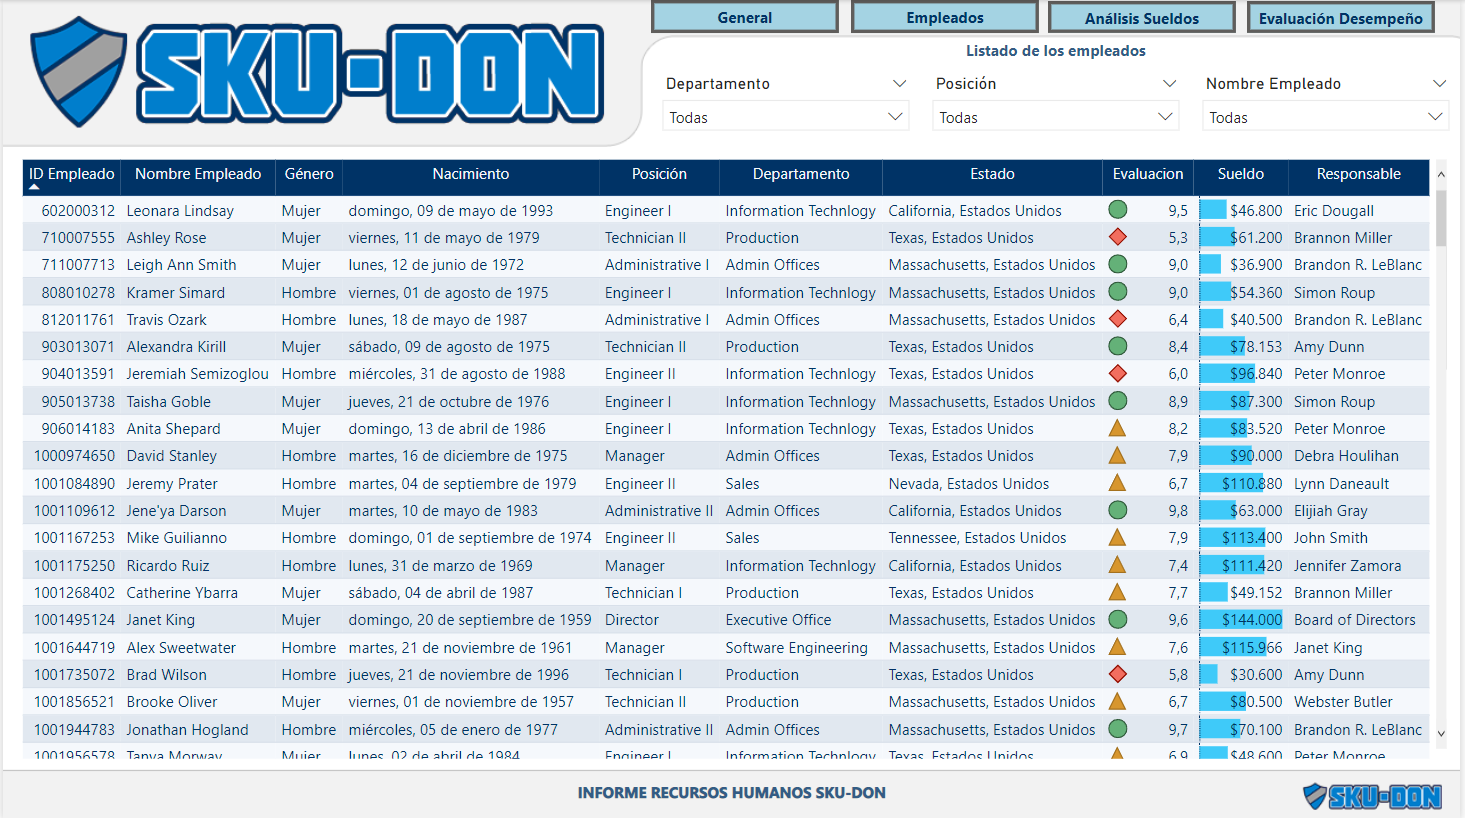 SKU-DON
General Empleados Análisis Sueldos Evaluación Desempeño
Listado de los empleados
Departamento Posición Nombre Empleado
Todas Todas Todas
ID Empleado Nombre Empleado Género Nacimiento Posición Departamento Estado Evaluacion Sueldo Responsable
602000312 Leonara Lindsay Mujer domingo, 09 de mayo de 1993 Engineer I Information Technlogy California, Estados Unidos 9,5 $46.800 Eric Dougall
710007555 Ashley Rose Mujer viernes, 11 de mayo de 1979 Technician II Production Texas, Estados Unidos 5,3 $61.200 Brannon Miller
711007713 Leigh Ann Smith Mujer lunes, 12 de junio de 1972 Administrative I Admin Offices Massachusetts, Estados Unidos 9,0 $36.900 Brandon R. LeBlanc
808010278 Kramer Simard Hombre viernes, 01 de agosto de 1975 Engineer I Information Technlogy Massachusetts, Estados Unidos 9,0 $54.360 Simon Roup
812011761 Travis Ozark Hombre lunes, 18 de mayo de 1987 Administrative I Admin Offices Massachusetts, Estados Unidos 6,4 $40.500 Brandon R. LeBlanc
903013071 Alexandra Kirill Mujer sábado, 09 de agosto de 1975 Technician II Production Texas, Estados Unidos 8,4 $78.153 Amy Dunn
904013591 Jeremiah Semizoglou Hombre miércoles, 31 de agosto de 1988 Engineer II Information Technlogy Texas, Estados Unidos 6,0 $96.840 Peter Monroe
905013738 Taisha Goble Mujer jueves, 21 de octubre de 1976 Engineer I Information Technlogy Massachusetts, Estados Unidos 8,9 $87.300 Simon Roup
906014183 Anita Shepard Mujer domingo, 13 de abril de 1986 Engineer I Information Technlogy Texas, Estados Unidos 8,2 $83.520 Peter Monroe
1000974650 David Stanley Hombre martes, 16 de diciembre de 1975 Manager Admin Offices Texas, Estados Unidos 7,9 $90.000 Debra Houlihan
1001084890 Jeremy Prater Hombre martes, 04 de septiembre de 1979 Engineer II Sales Nevada, Estados Unidos 6,7 $110.880 Lynn Daneault
1001109612 Jene'ya Darson Mujer martes, 10 de mayo de 1983 Administrative II Admin Offices California, Estados Unidos 9,8 $63.000 Elijiah Gray
1001167253 Mike Guilianno Hombre domingo, 01 de septiembre de 1974 Engineer II Sales Tennessee, Estados Unidos 7,9 $113.400 John Smith
1001175250 Ricardo Ruiz Hombre lunes, 31 de marzo de 1969 Manager Information Technlogy California, Estados Unidos 7,4 $111.420 Jennifer Zamora
1001268402 Catherine Ybarra Mujer sábado, 04 de abril de 1987 Technician I Production Texas, Estados Unidos 7,7 $49.152 Brannon Miller
1001495124 Janet King Mujer domingo, 20 de septiembre de 1959 Director Executive Office Massachusetts, Estados Unidos 9,6 $144.000 Board of Directors
1001644719 Alex Sweetwater Hombre martes, 21 de noviembre de 1961 Manager Software Engineering Massachusetts, Estados Unidos 7,6 $115.966 Janet King
1001735072 Brad Wilson Hombre jueves, 21 de noviembre de 1996 Technician I Production Texas, Estados Unidos 5,8 $30.600 Amy Dunn
1001856521 Brooke Oliver Mujer viernes, 01 de noviembre de 1957 Technician II Production Massachusetts, Estados Unidos 6,7 $80.500 Webster Butler
1001944783 Jonathan Hogland Hombre miércoles, 05 de enero de 1977 Administrative II Admin Offices Massachusetts, Estados Unidos 9,7 $70.100 Brandon R. LeBlanc
1001956578 Tanya Morway Mujer lunes, 02 de abril de 1984 Engineer I Information Technlogy Texas, Estados Unidos 6,9 $48.600 Peter Monroe
INFORME RECURSOS HUMANOS SKU-DON
SKU-DON